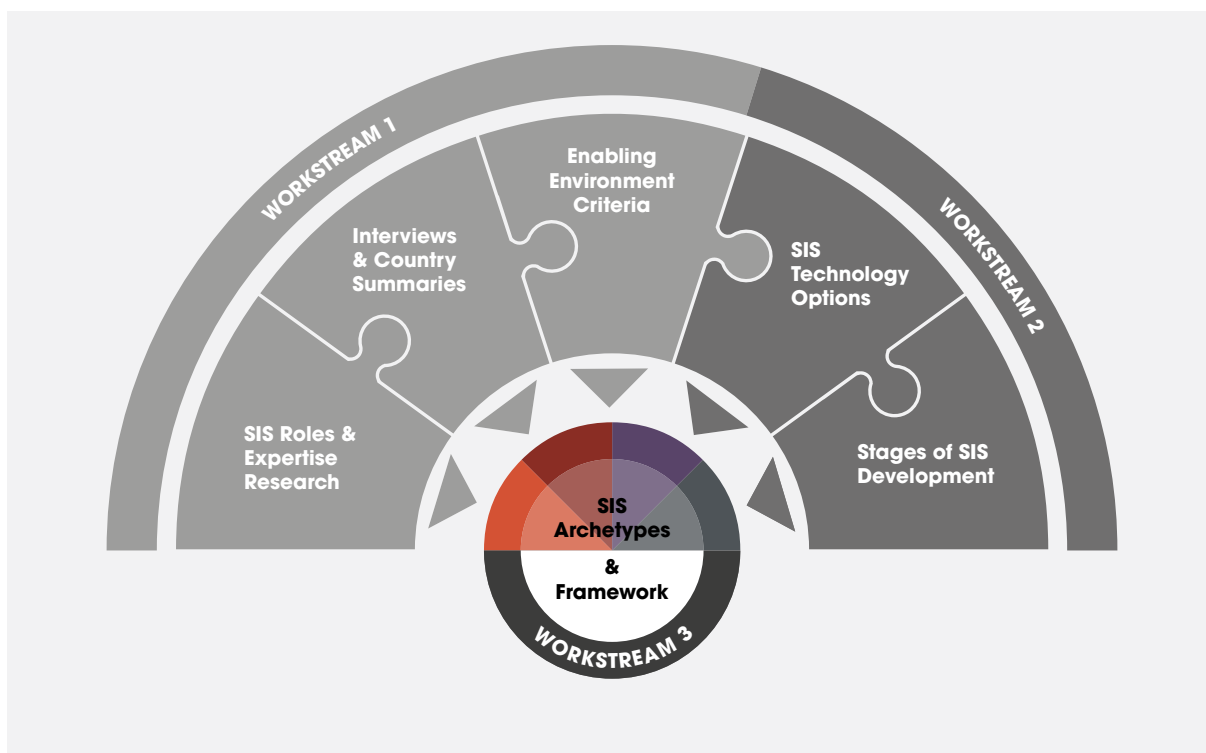 WORKSTREAM 1
SIS Roles &
Expertise
Research
Interviews
& Country
Summaries
Enabling
Environment
Criteria
WORKSTREAM 2
SIS
Technology
Options
Stages of SIS
Development
SIS
Archetypes
&
Framework
WORKSTREAM 3